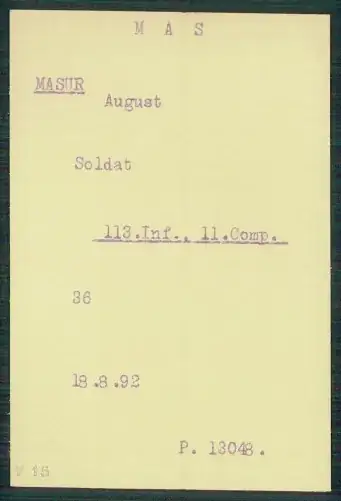 M A S
MASUR
August
Soldat
113.Inf., 11.Comp.
36
18.8.92
P. 13048.